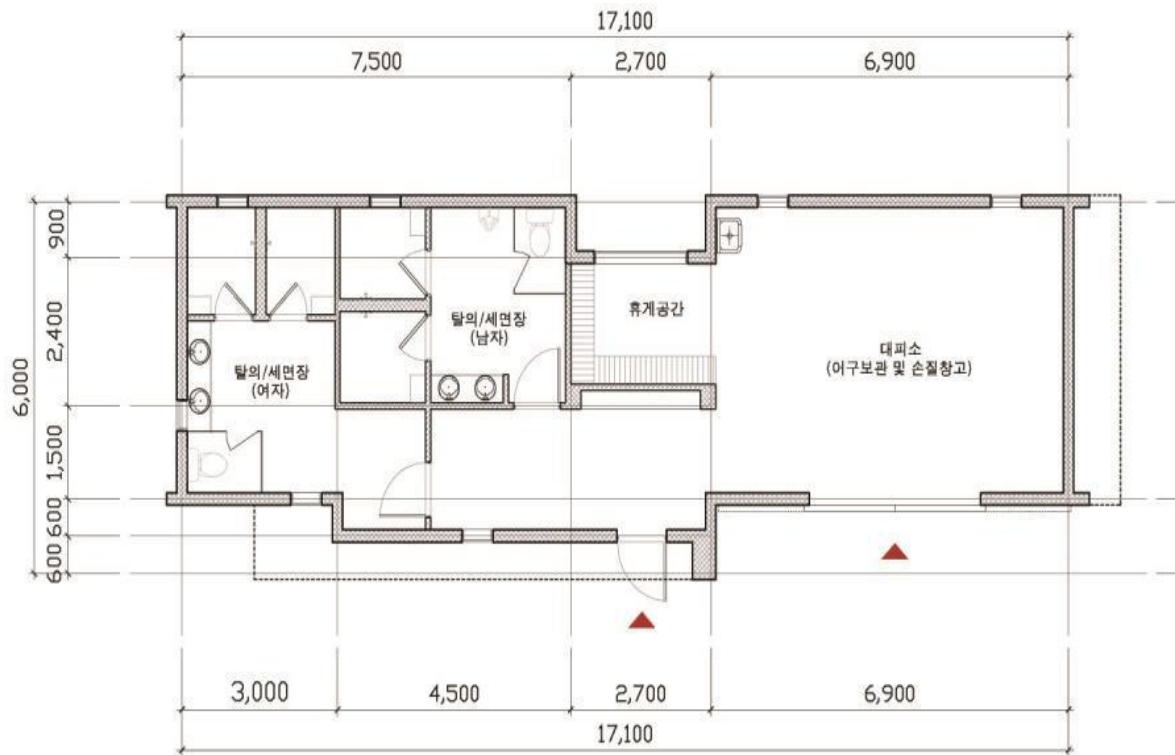 17,100
7,500
2,700
6,900
6,000
900
2,400
1,500
600
600
탈의/세면장
(여자)
탈의/세면장
(남자)
휴게공간
대피소
(어구보관 및 손질창고)
3,000
4,500
2,700
6,900
17,100